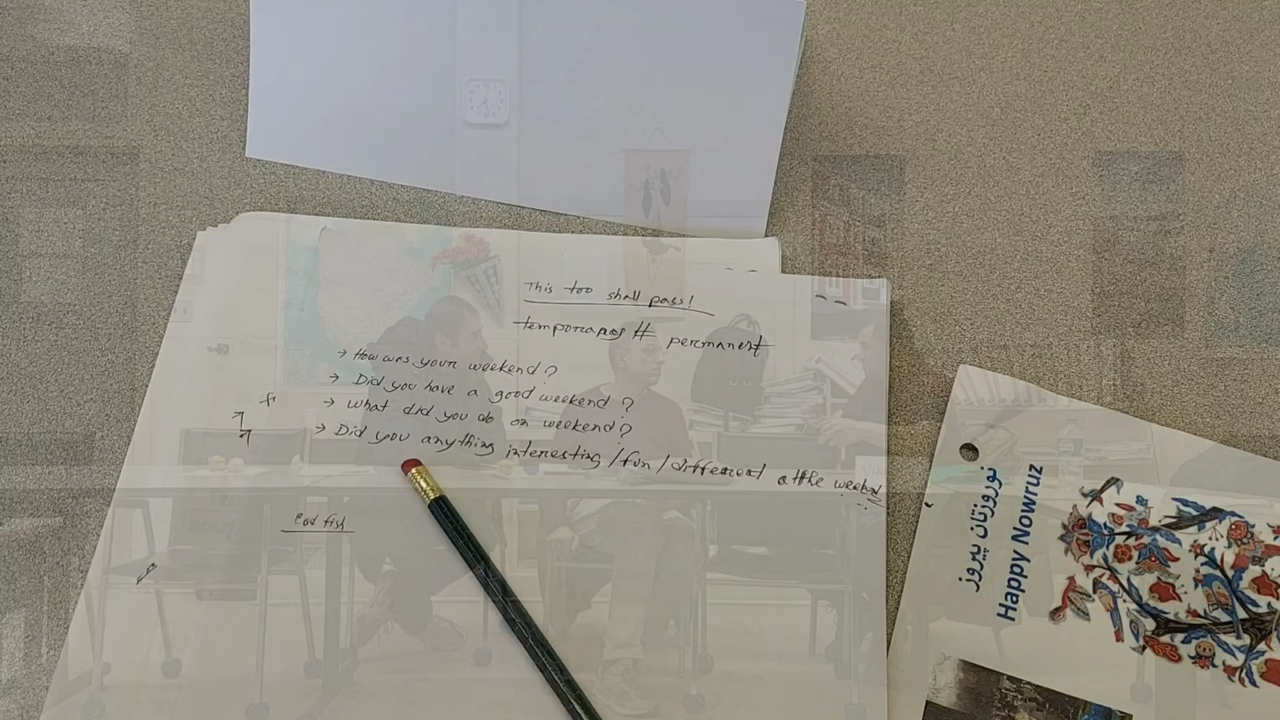 This too shall pass!
temporary # permanent
→ How was your weekend?
→ Did you have a good weekend?
→ What did you do on weekend?
→ Did you anything interesting / fun / different at the weekend?
Cod fish
نوروزتان پیروز
Happy Nowruz